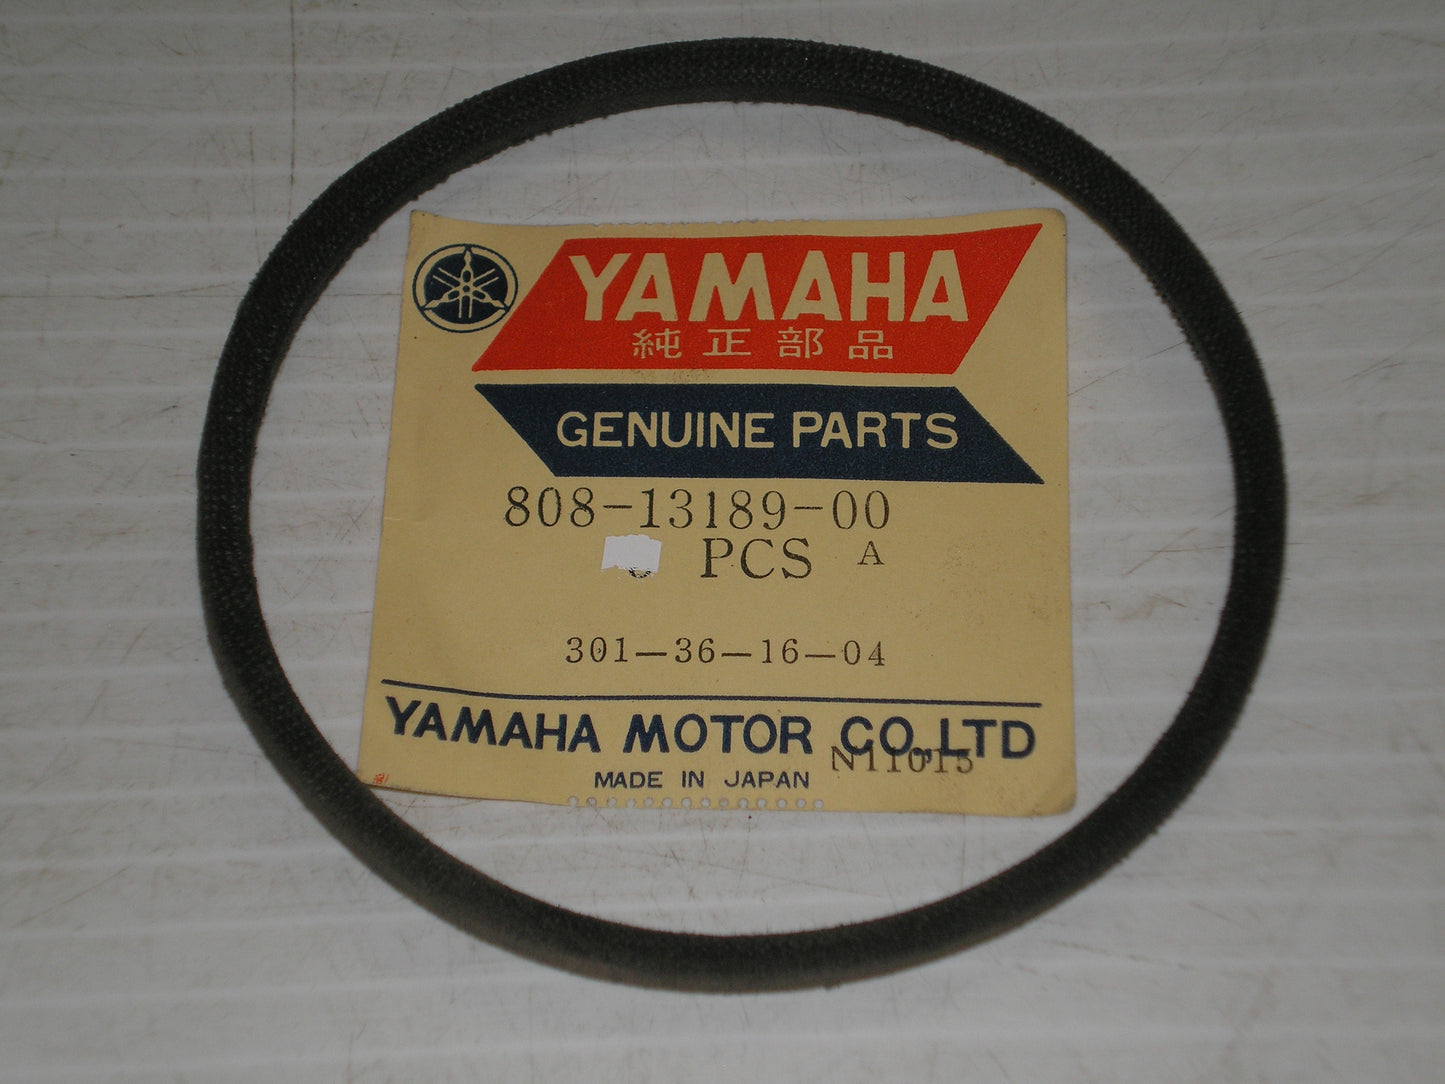 YAMAHA
純正部品
GENUINE PARTS
808-13189-00
PCS A
301-36-16-04
YAMAHA MOTOR CO.,LTD
N11015
MADE IN JAPAN